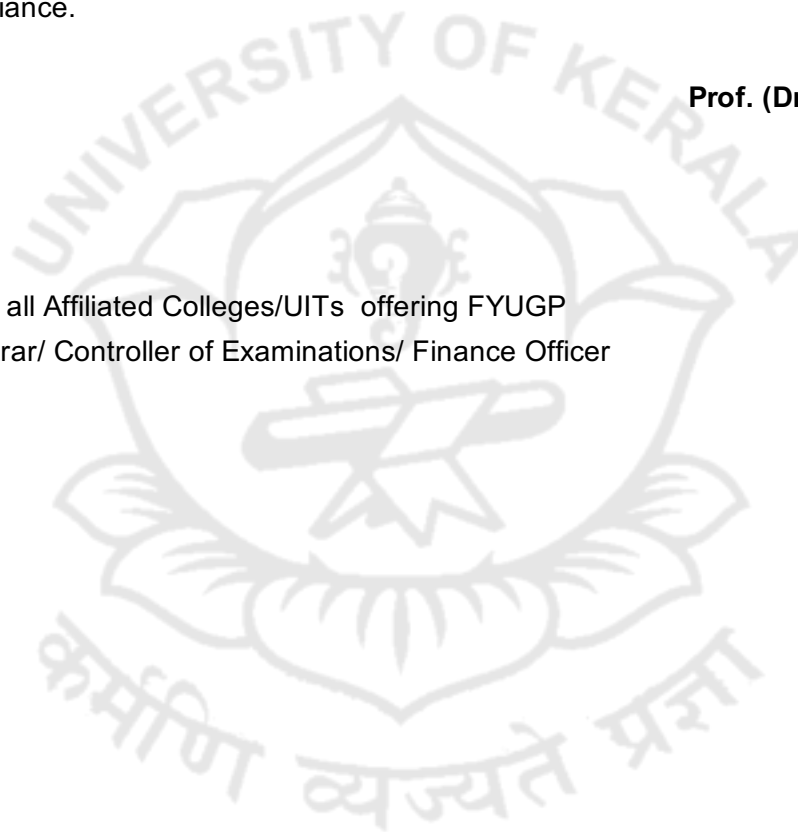 iance.
UNIVERSITY OF KERALA
Prof. (Dr
all Affiliated Colleges/UITs offering FYUGP
rar/ Controller of Examinations/ Finance Officer
कर्मणि व्यज्यते प्रज्ञा